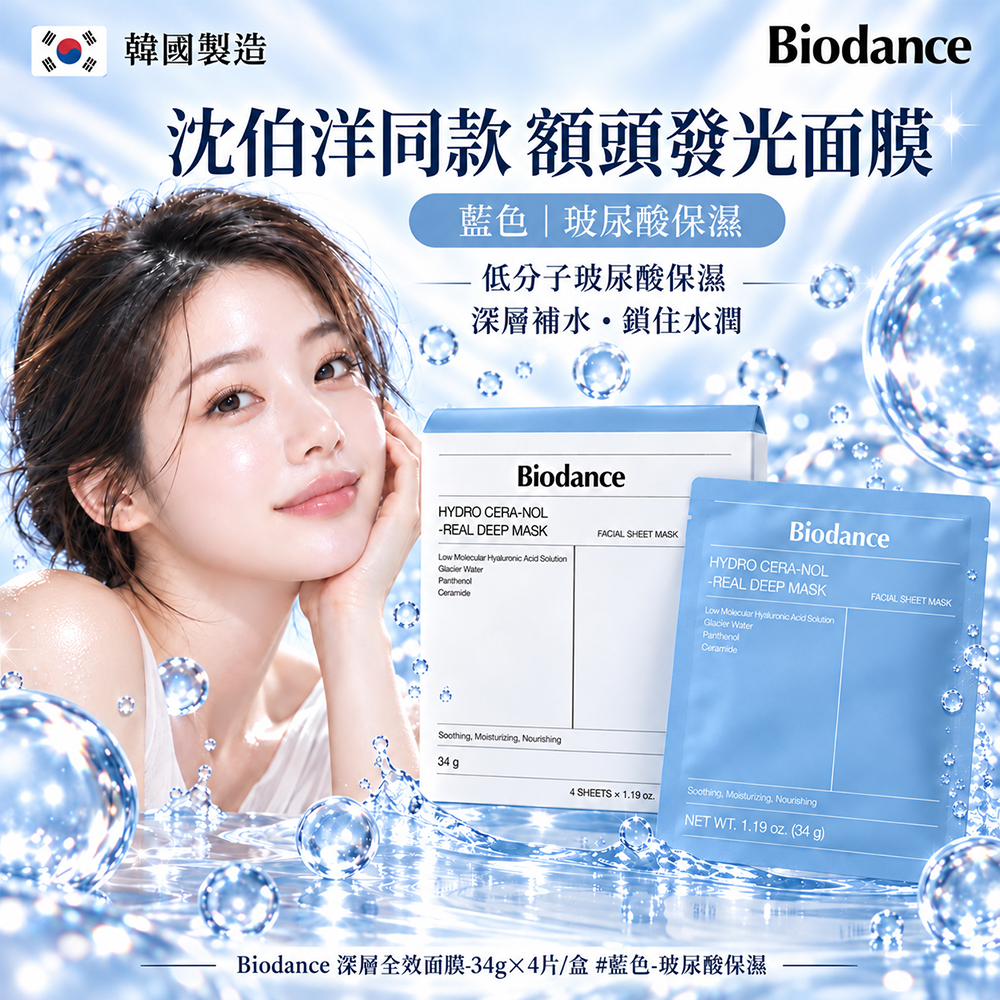 韓國製造
Biodance
沈伯洋同款 額頭發光面膜
藍色｜玻尿酸保濕
低分子玻尿酸保濕
深層補水・鎖住水潤
Biodance
HYDRO CERA-NOL
-REAL DEEP MASK
FACIAL SHEET MASK
Low Molecular Hyaluronic Acid Solution
Glacier Water
Panthenol
Ceramide
Soothing, Moisturizing, Nourishing
34 g
4 SHEETS × 1.19 oz.
Biodance
HYDRO CERA-NOL
-REAL DEEP MASK
FACIAL SHEET MASK
Low Molecular Hyaluronic Acid Solution
Glacier Water
Panthenol
Ceramide
Soothing, Moisturizing, Nourishing
NET WT. 1.19 oz. (34 g)
Biodance 深層全效面膜-34g×4片/盒 #藍色-玻尿酸保濕